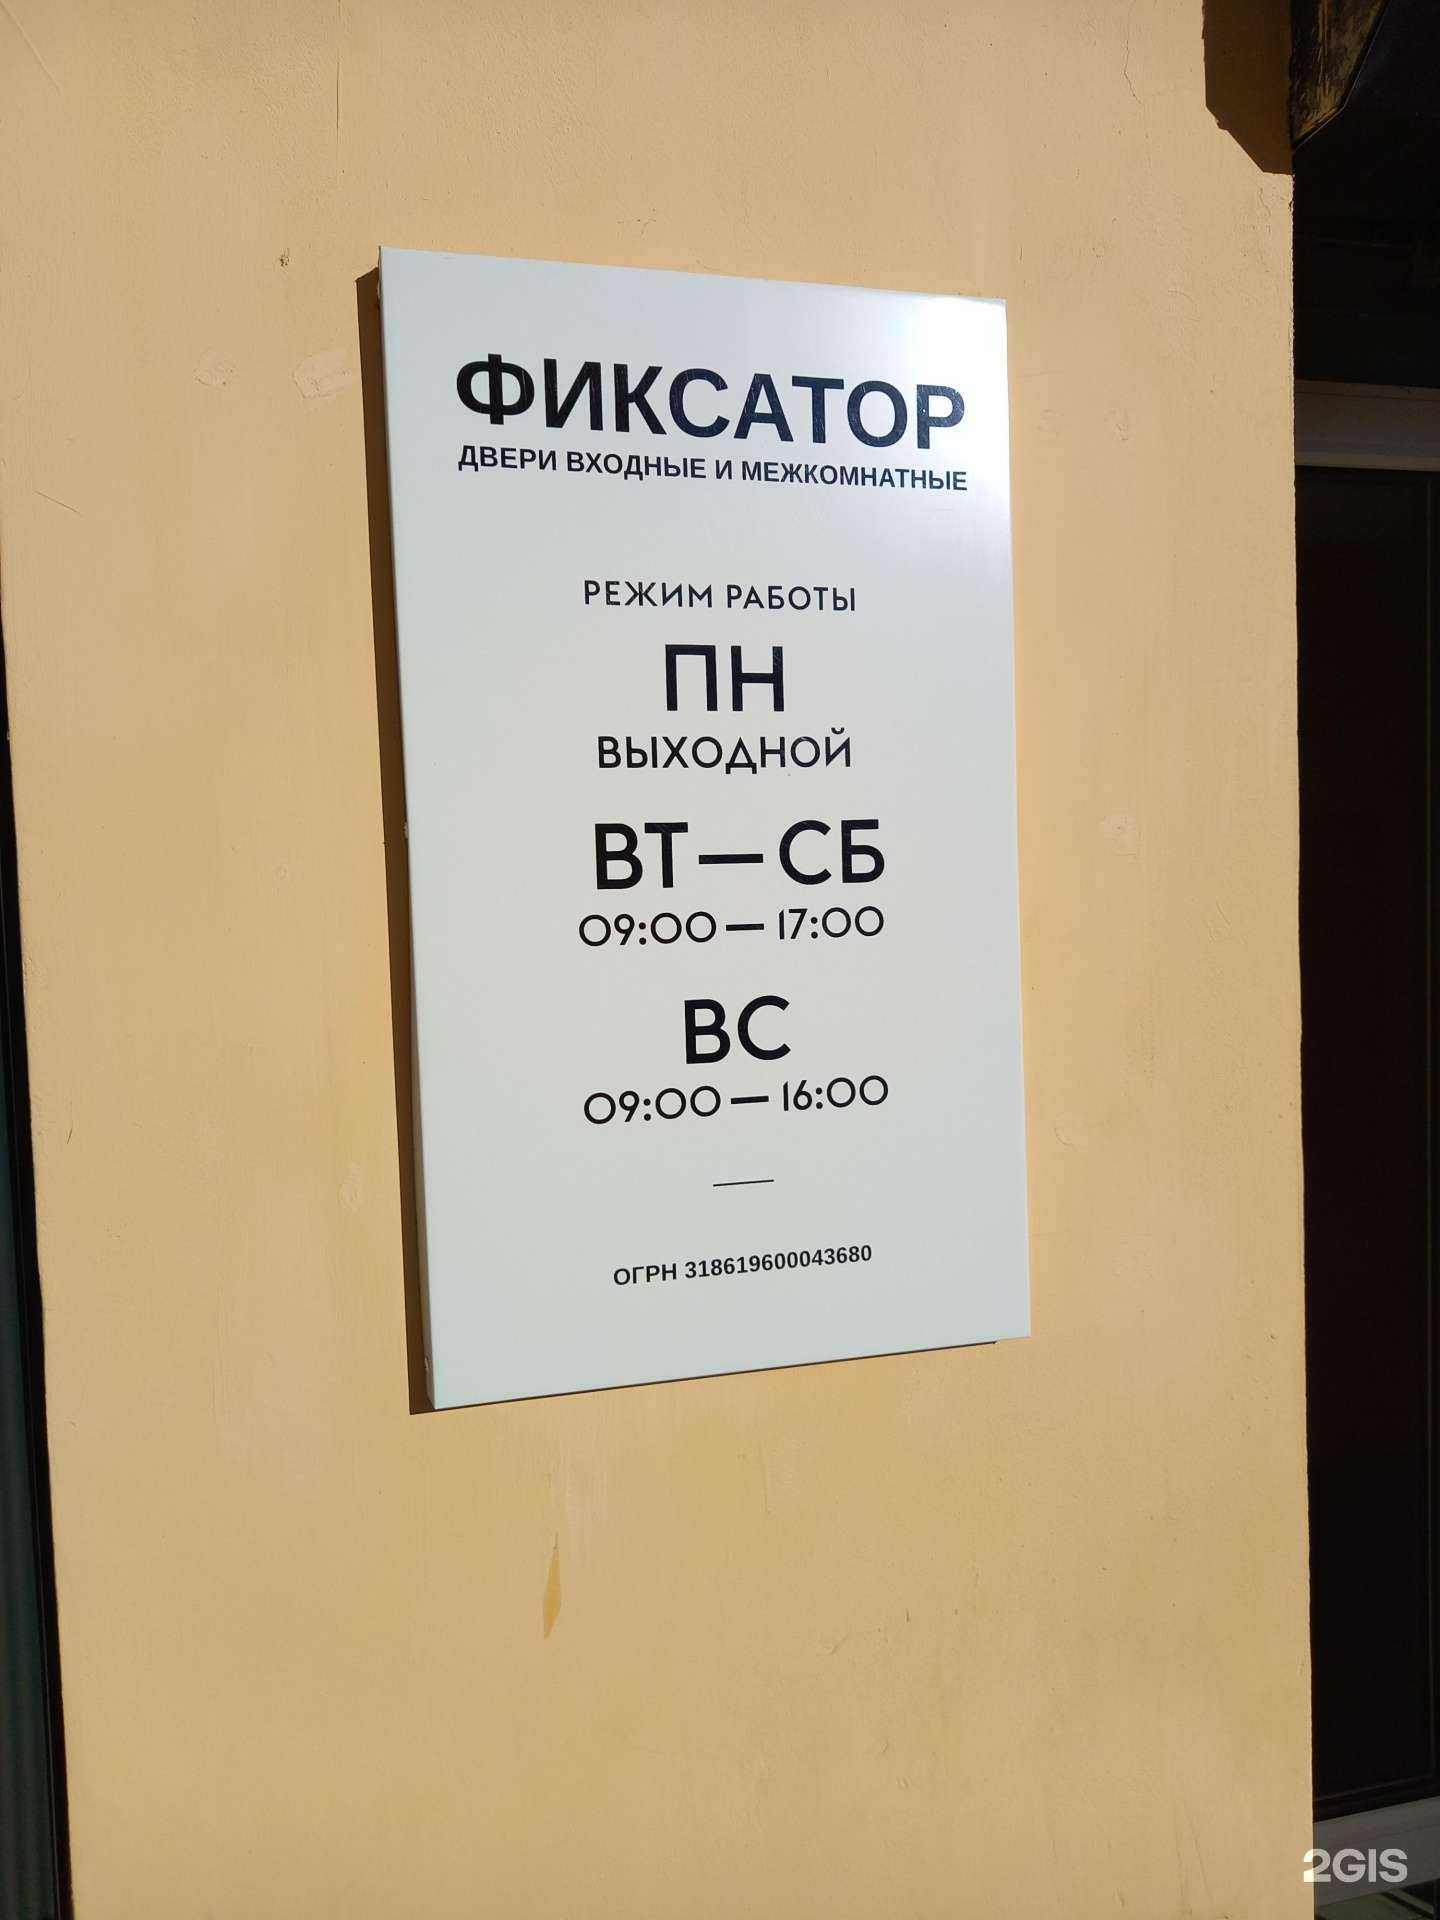 ФИКСАТОР
ДВЕРИ ВХОДНЫЕ И МЕЖКОМНАТНЫЕ
РЕЖИМ РАБОТЫ
ПН
ВЫХОДНОЙ
ВТ—СБ
09:00—17:00
ВС
09:00—16:00
ОГРН 318619600043680
2GIS